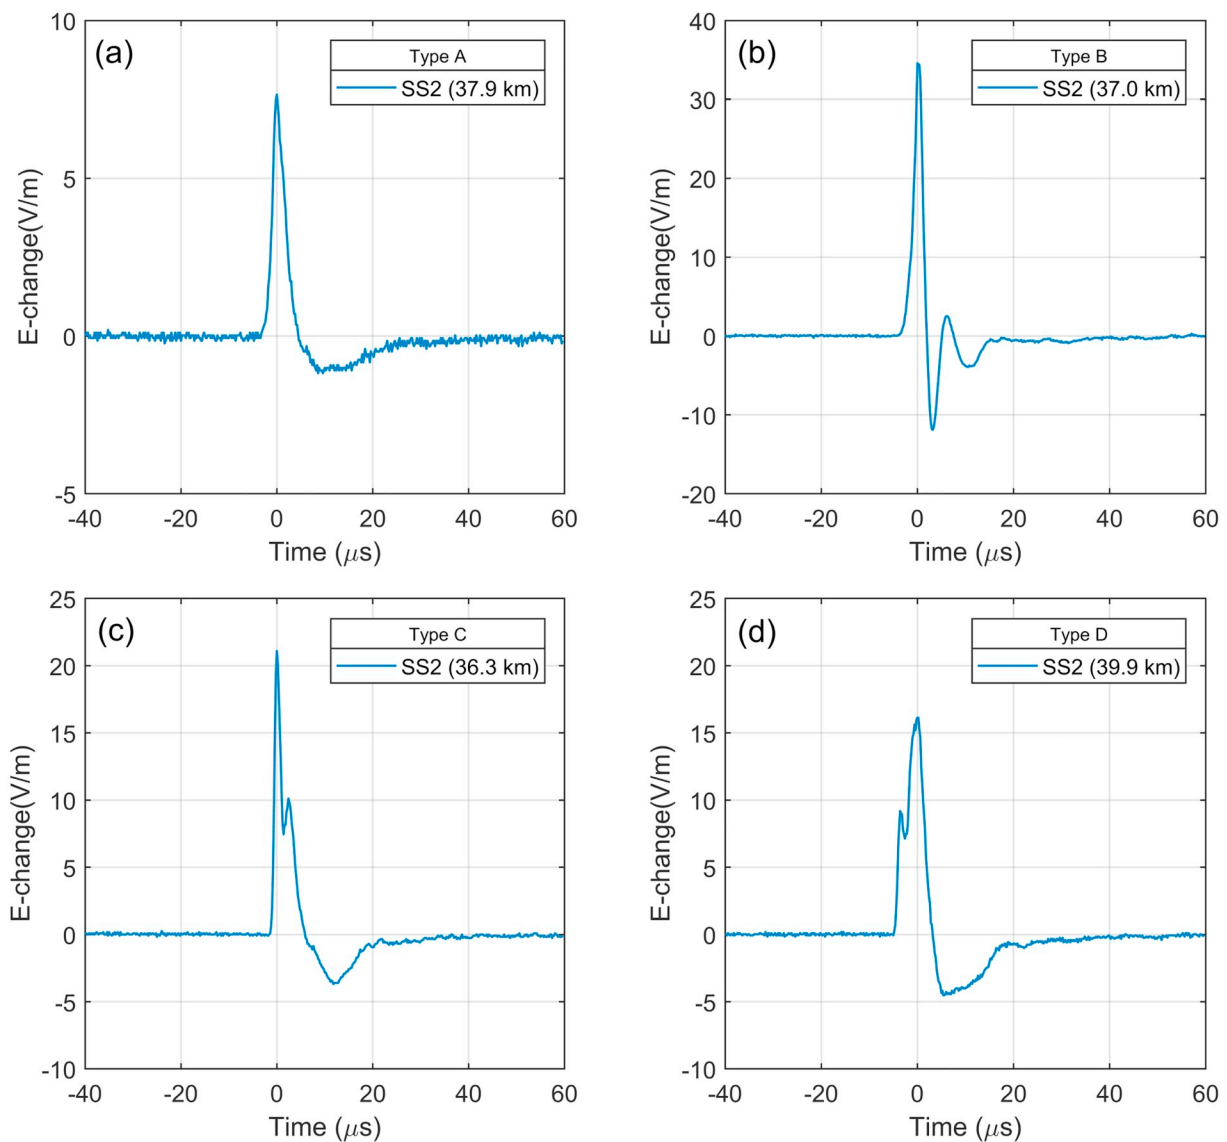 (a)
Type A
SS2 (37.9 km)
10
5
0
-5
E-change(V/m)
-40 -20 0 20 40 60
Time (μs)
(b)
Type B
SS2 (37.0 km)
40
30
20
10
0
-10
-20
E-change(V/m)
-40 -20 0 20 40 60
Time (μs)
(c)
Type C
SS2 (36.3 km)
25
20
15
10
5
0
-5
-10
E-change(V/m)
-40 -20 0 20 40 60
Time (μs)
(d)
Type D
SS2 (39.9 km)
25
20
15
10
5
0
-5
-10
E-change(V/m)
-40 -20 0 20 40 60
Time (μs)